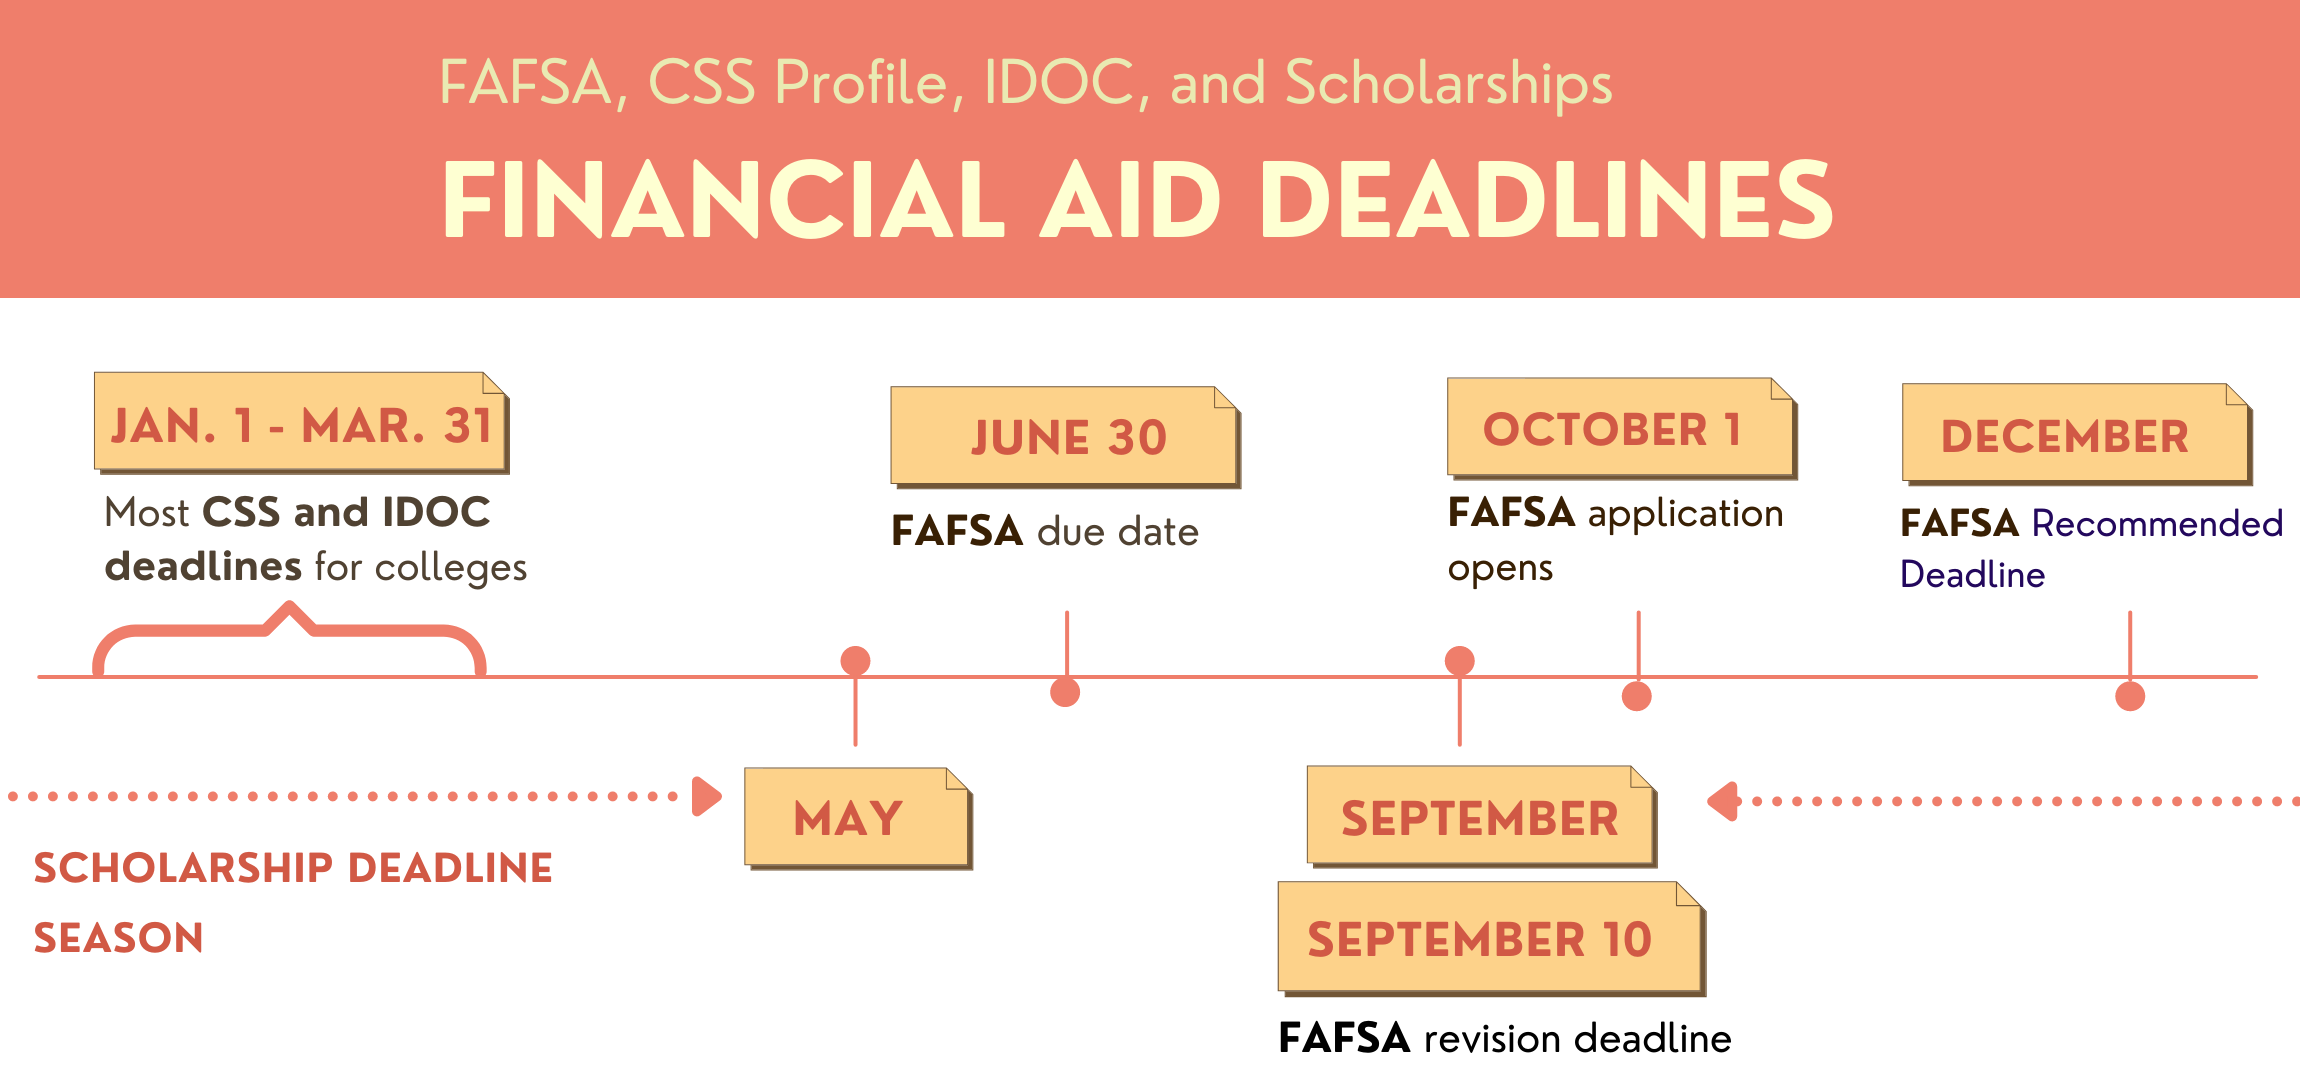 FAFSA, CSS Profile, IDOC, and Scholarships
FINANCIAL AID DEADLINES
JAN. 1 - MAR. 31
Most CSS and IDOC
deadlines for colleges
JUNE 30
FAFSA due date
OCTOBER 1
FAFSA application
opens
DECEMBER
FAFSA Recommended
Deadline
SCHOLARSHIP DEADLINE
SEASON
MAY
SEPTEMBER
SEPTEMBER 10
FAFSA revision deadline